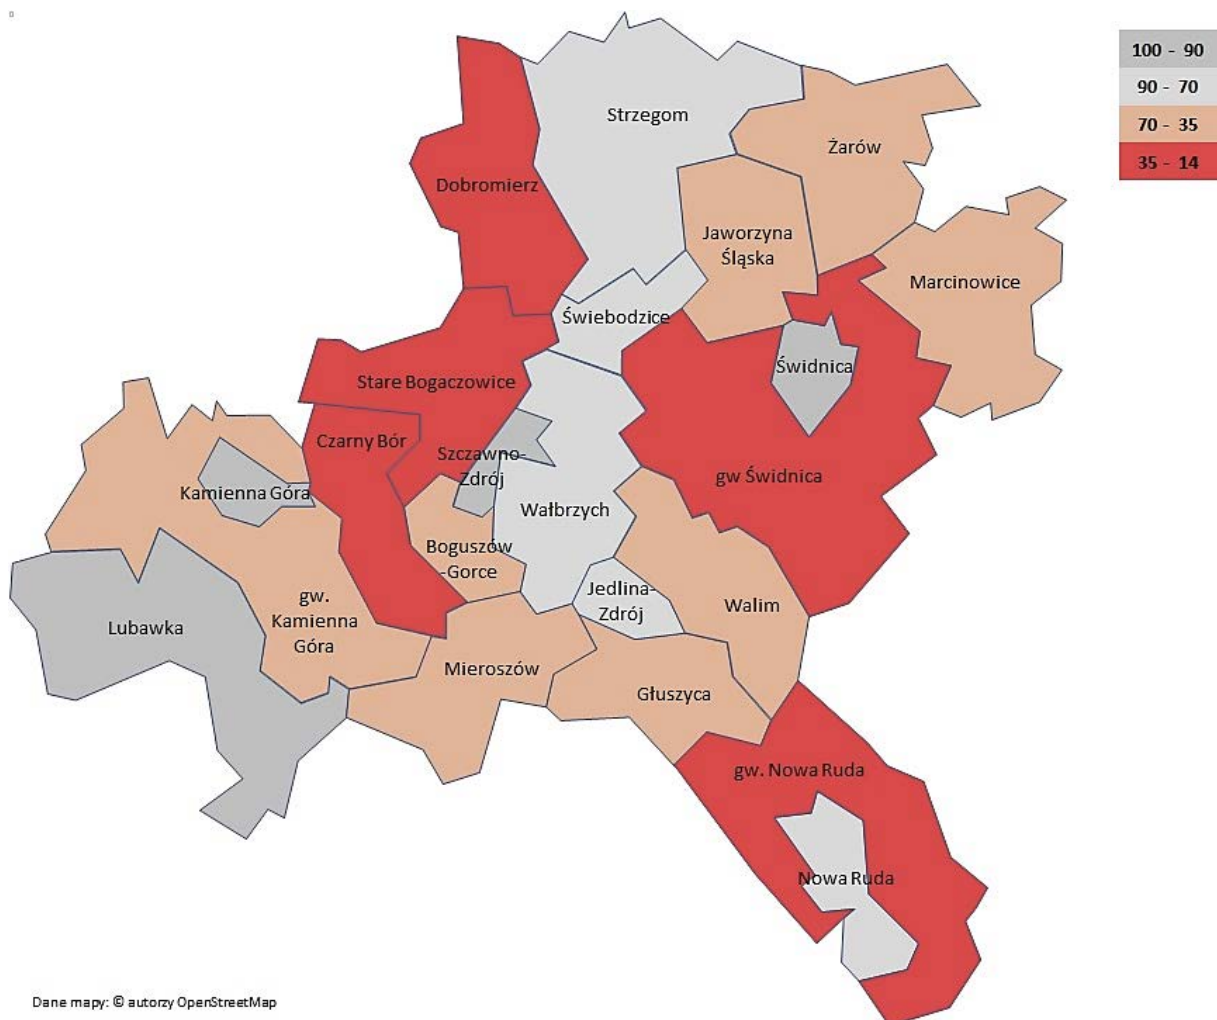 100 - 90
90 - 70
70 - 35
35 - 14
Strzegom
Żarów
Dobromierz
Jaworzyna
Śląska
Marcinowice
Świebodzice
Świdnica
Stare Bogaczowice
Czarny Bór
Szczawno-
Zdrój
gw Świdnica
Kamienna Góra
Wałbrzych
Boguszów
-Gorce
Jedlina-
Zdrój
Walim
gw.
Kamienna
Góra
Lubawka
Mieroszów
Głuszyca
gw. Nowa Ruda
Nowa Ruda
Dane mapy: © autorzy OpenStreetMap